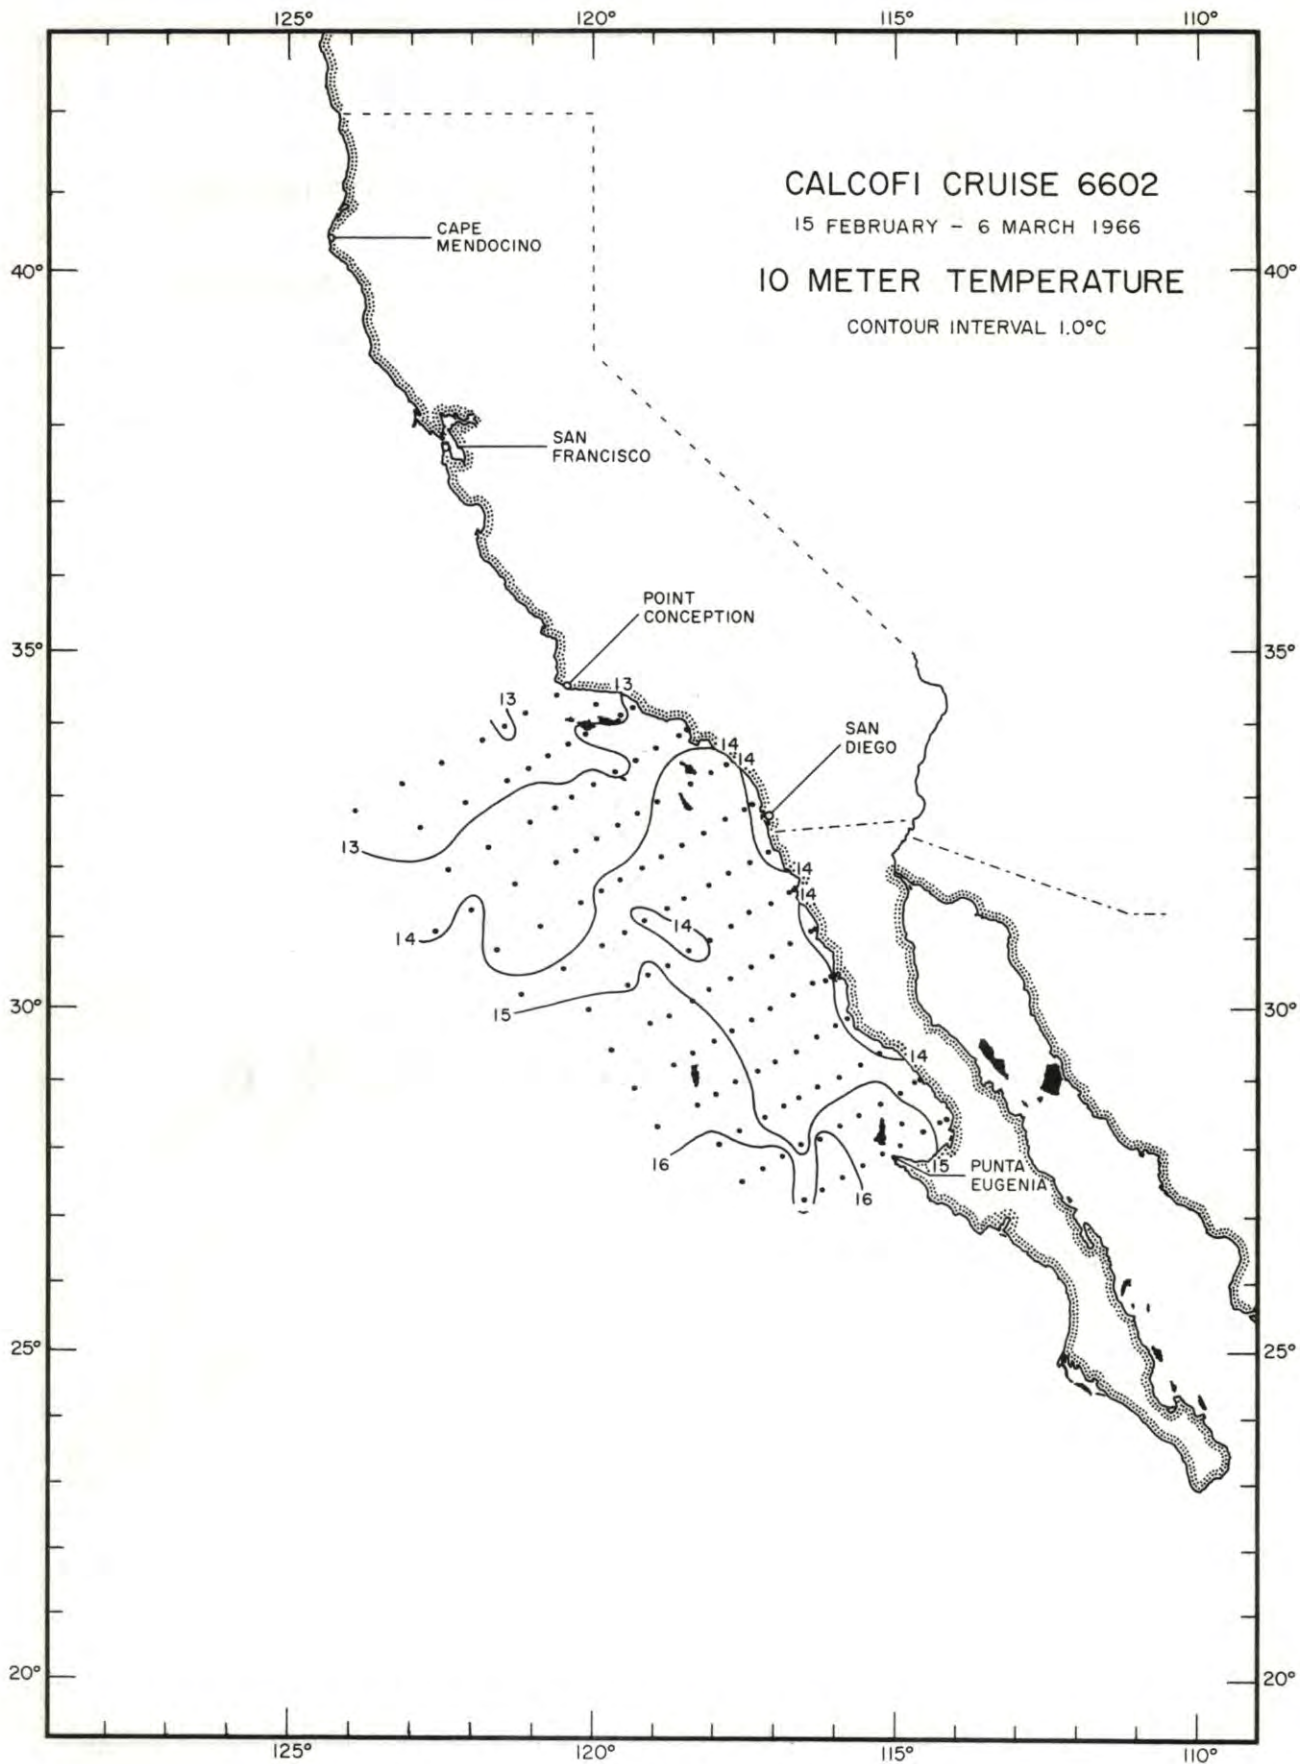 125° 120° 115° 110°
CALCOFI CRUISE 6602
15 FEBRUARY – 6 MARCH 1966
CAPE
MENDOCINO
40° 40°
10 METER TEMPERATURE
CONTOUR INTERVAL 1.0°C
SAN
FRANCISCO
POINT
CONCEPTION
35° 35°
13
13
SAN
DIEGO
14
14
13
14
14
14
14
30° 30°
15
14
16
15
PUNTA
EUGENIA
16
25° 25°
20° 20°
125° 120° 115° 110°